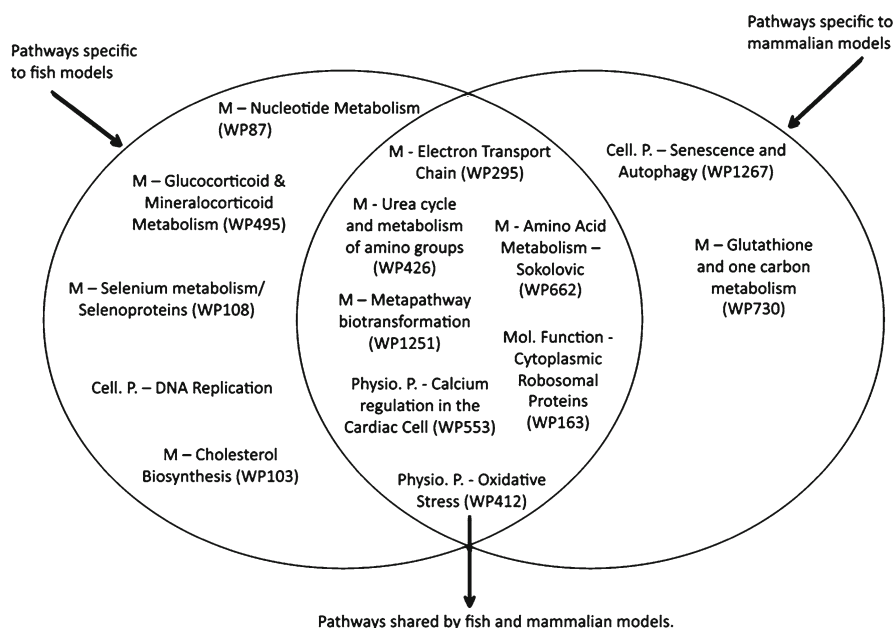 Pathways specific
to fish models
Pathways specific to
mammalian models
M – Nucleotide Metabolism
(WP87)
M – Glucocorticoid &
Mineralocorticoid
Metabolism (WP495)
M – Selenium metabolism/
Selenoproteins (WP108)
Cell. P. – DNA Replication
M – Cholesterol
Biosynthesis (WP103)
M - Electron Transport
Chain (WP295)
M - Urea cycle
and metabolism
of amino groups
(WP426)
M - Amino Acid
Metabolism –
Sokolovic
(WP662)
M – Metapathway
biotransformation
(WP1251)
Mol. Function -
Cytoplasmic
Robosomal
Proteins
(WP163)
Physio. P. - Calcium
regulation in the
Cardiac Cell (WP553)
Physio. P. - Oxidative
Stress (WP412)
Cell. P. – Senescence and
Autophagy (WP1267)
M – Glutathione
and one carbon
metabolism
(WP730)
Pathways shared by fish and mammalian models.